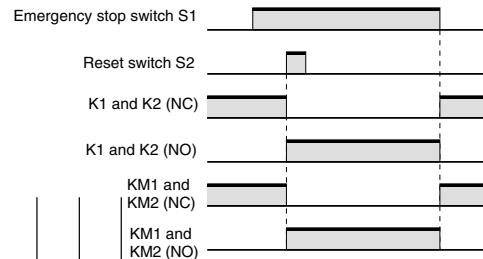 Emergency stop switch S1
Reset switch S2
K1 and K2 (NC)
K1 and K2 (NO)
KM1 and
KM2 (NC)
KM1 and
KM2 (NO)